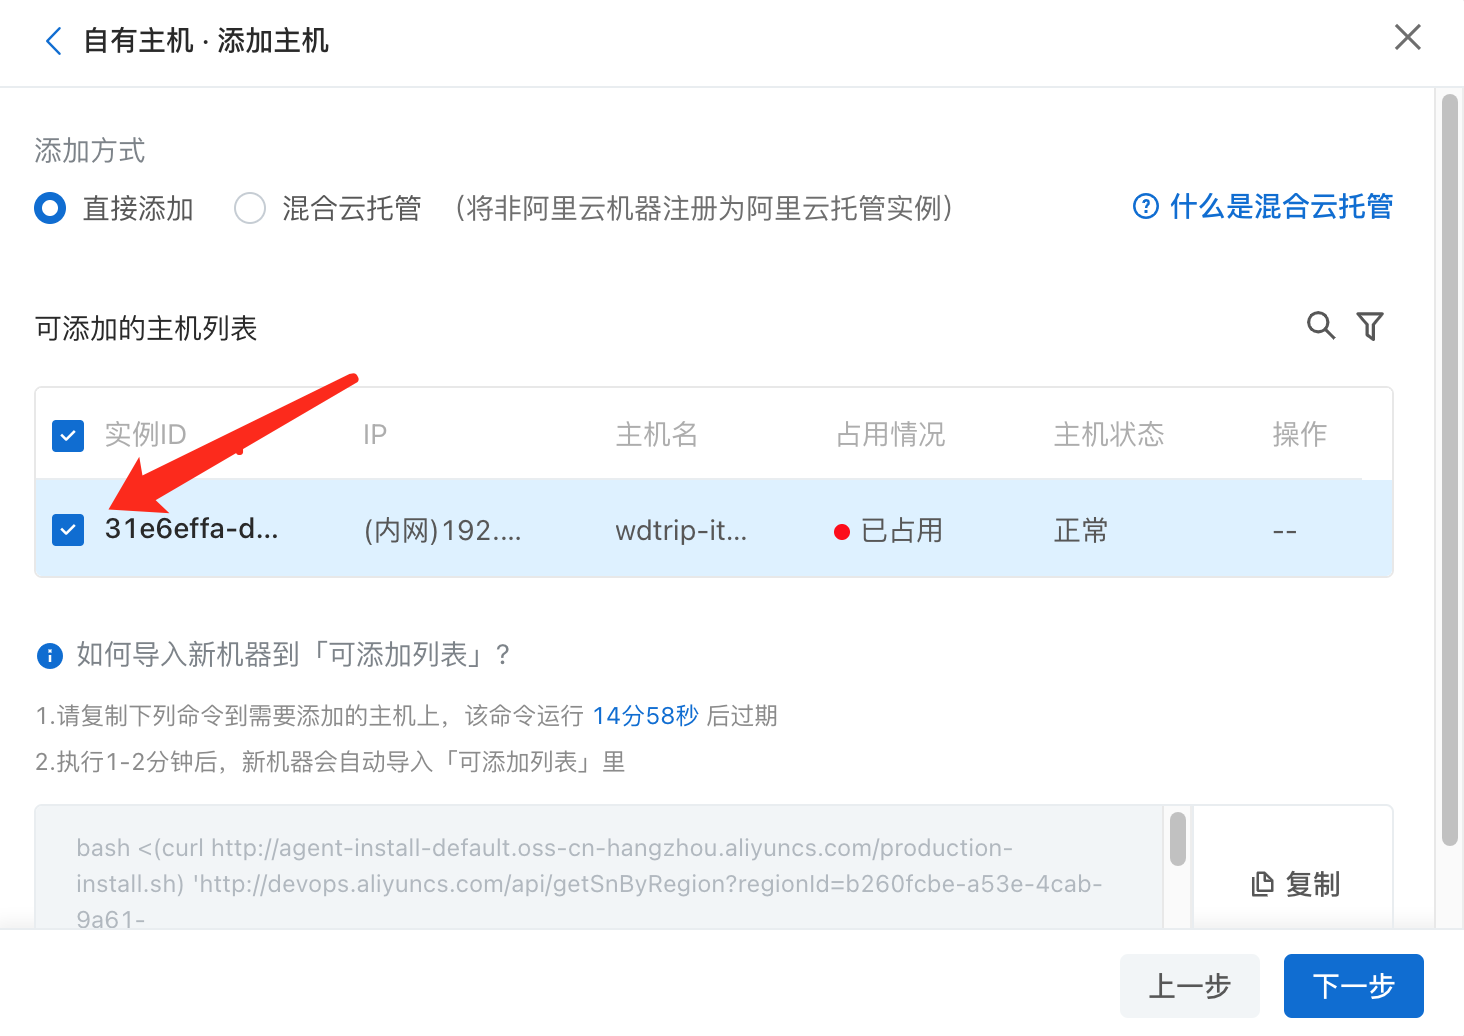 自有主机 · 添加主机
添加方式
直接添加 混合云托管 (将非阿里云机器注册为阿里云托管实例) 什么是混合云托管
可添加的主机列表
实例ID IP 主机名 占用情况 主机状态 操作
31e6effa-d... (内网)192.... wdtrip-it... 已占用 正常 --
如何导入新机器到「可添加列表」?
1.请复制下列命令到需要添加的主机上，该命令运行 14分58秒 后过期
2.执行1-2分钟后，新机器会自动导入「可添加列表」里
bash <(curl http://agent-install-default.oss-cn-hangzhou.aliyuncs.com/production-
install.sh) 'http://devops.aliyuncs.com/api/getSnByRegion?regionId=b260fcbe-a53e-4cab-
9a61-
复制
上一步 下一步